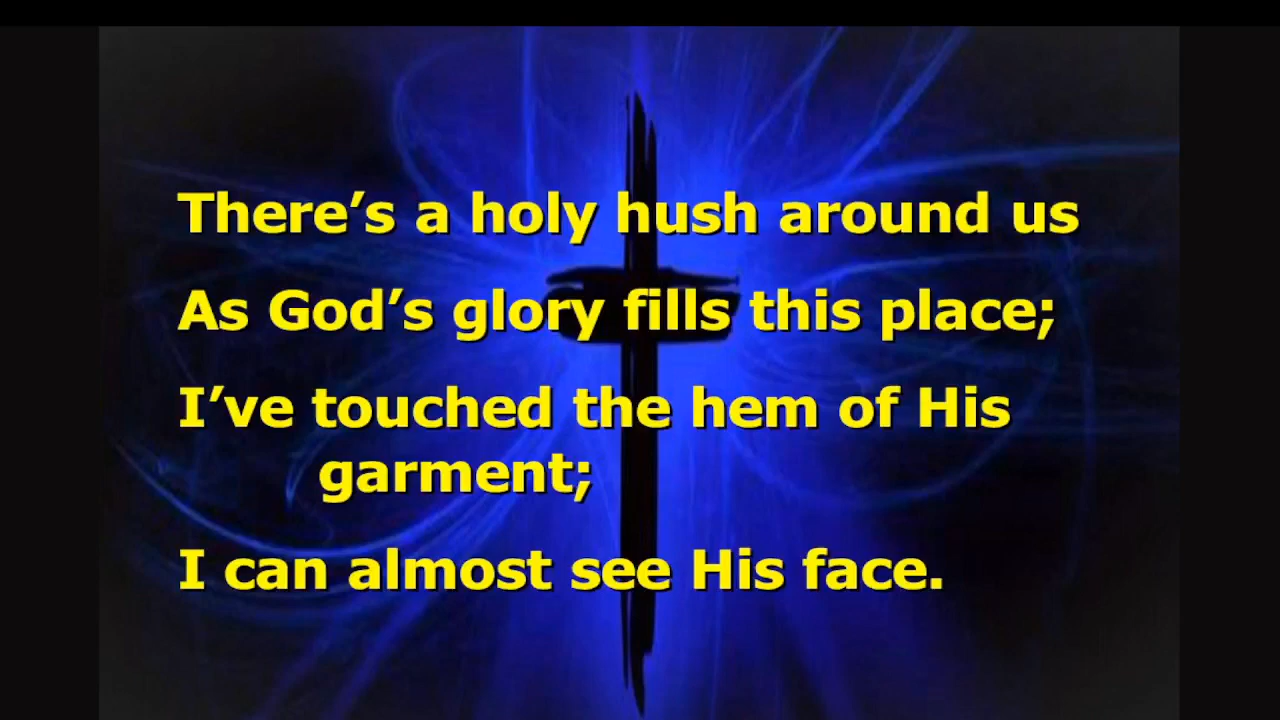 There’s a holy hush around us
As God’s glory fills this place;
I’ve touched the hem of His
garment;
I can almost see His face.